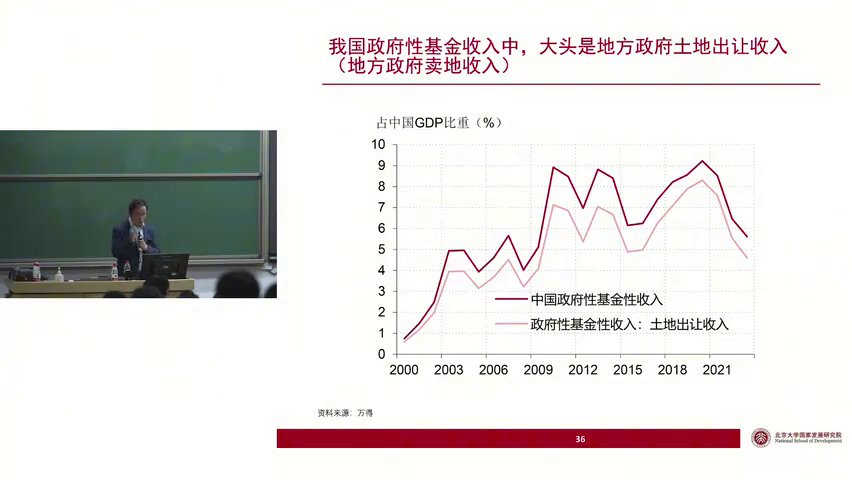 我国政府性基金收入中，大头是地方政府土地出让收入
（地方政府卖地收入）
占中国GDP比重（%）
10
9
8
7
6
5
4
3
2
1
0
中国政府性基金性收入
政府性基金性收入：土地出让收入
2000 2003 2006 2009 2012 2015 2018 2021
资料来源：万得
36
北京大学国家发展研究院
National School of Development